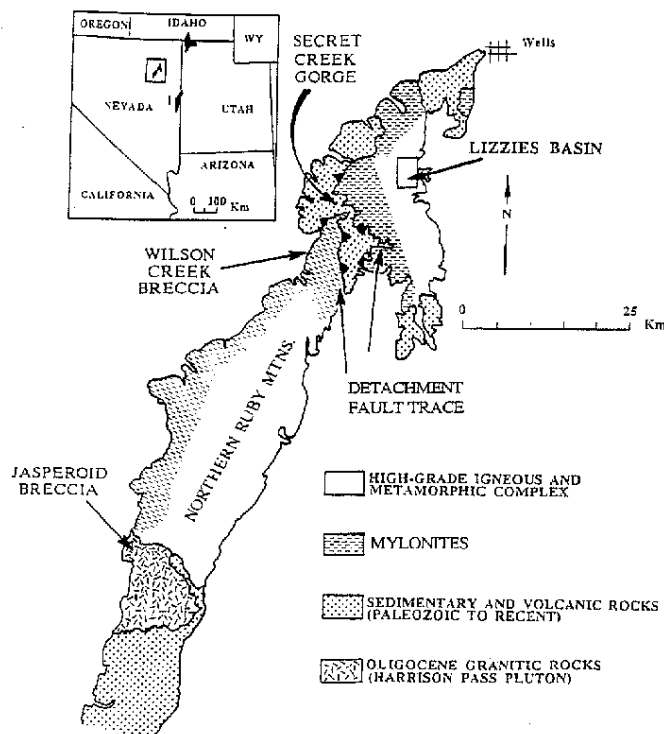 OREGON
IDAHO
WY
NEVADA
UTAH
ARIZONA
CALIFORNIA
0 100
Km
SECRET
CREEK
GORGE
Wells
LIZZIES BASIN
N
WILSON
CREEK
BRECCIA
0 25
Km
DETACHMENT
FAULT TRACE
NORTHERN RUBY MTNS.
JASPEROID
BRECCIA
HIGH-GRADE IGNEOUS AND
METAMORPHIC COMPLEX
MYLONITES
SEDIMENTARY AND VOLCANIC ROCKS
(PALEOZOIC TO RECENT)
OLIGOCENE GRANITIC ROCKS
(HARRISON PASS PLUTON)